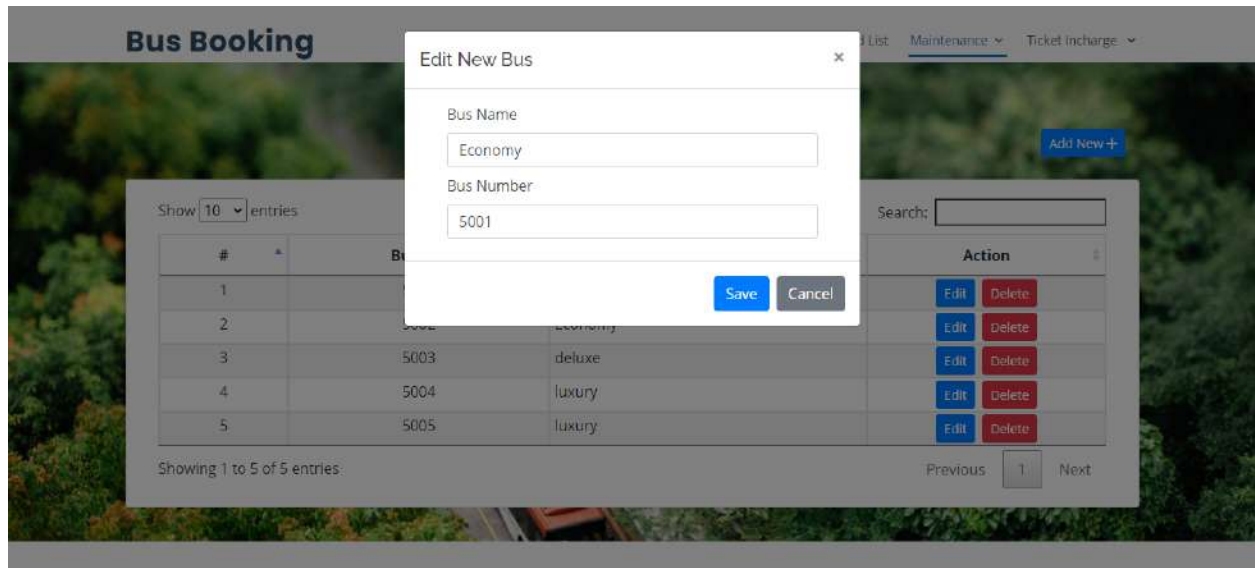 Bus Booking
List Maintenance Ticket Incharge
Edit New Bus ×
Bus Name
Economy
Add New +
Bus Number
5001
Show 10 entries
Search:
# Action
1 Edit Delete
2 5002 Economy Edit Delete
3 5003 deluxe Edit Delete
Save Cancel
4 5004 luxury Edit Delete
5 5005 luxury Edit Delete
Showing 1 to 5 of 5 entries
Previous 1 Next